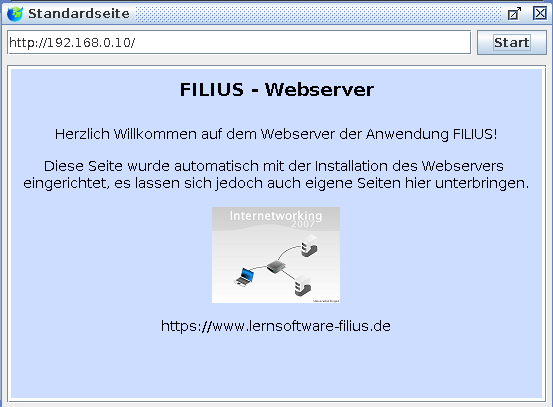 Standardseite
http://192.168.0.10/
Start
FILIUS - Webserver
Herzlich Willkommen auf dem Webserver der Anwendung FILIUS!
Diese Seite wurde automatisch mit der Installation des Webservers
eingerichtet, es lassen sich jedoch auch eigene Seiten hier unterbringen.
Internetworking
2007
https://www.lernsoftware-filius.de